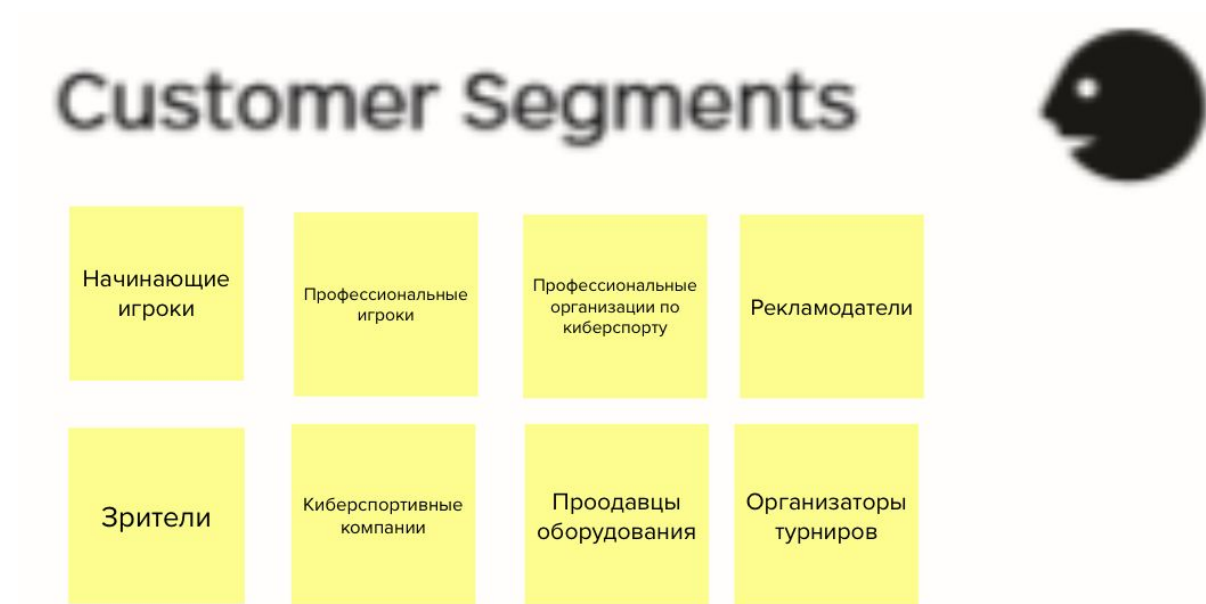 Customer Segments
Начинающие
игроки
Профессиональные
игроки
Профессиональные
организации по
киберспорту
Рекламодатели
Зрители
Киберспортивные
компании
Проодавцы
оборудования
Организаторы
турниров